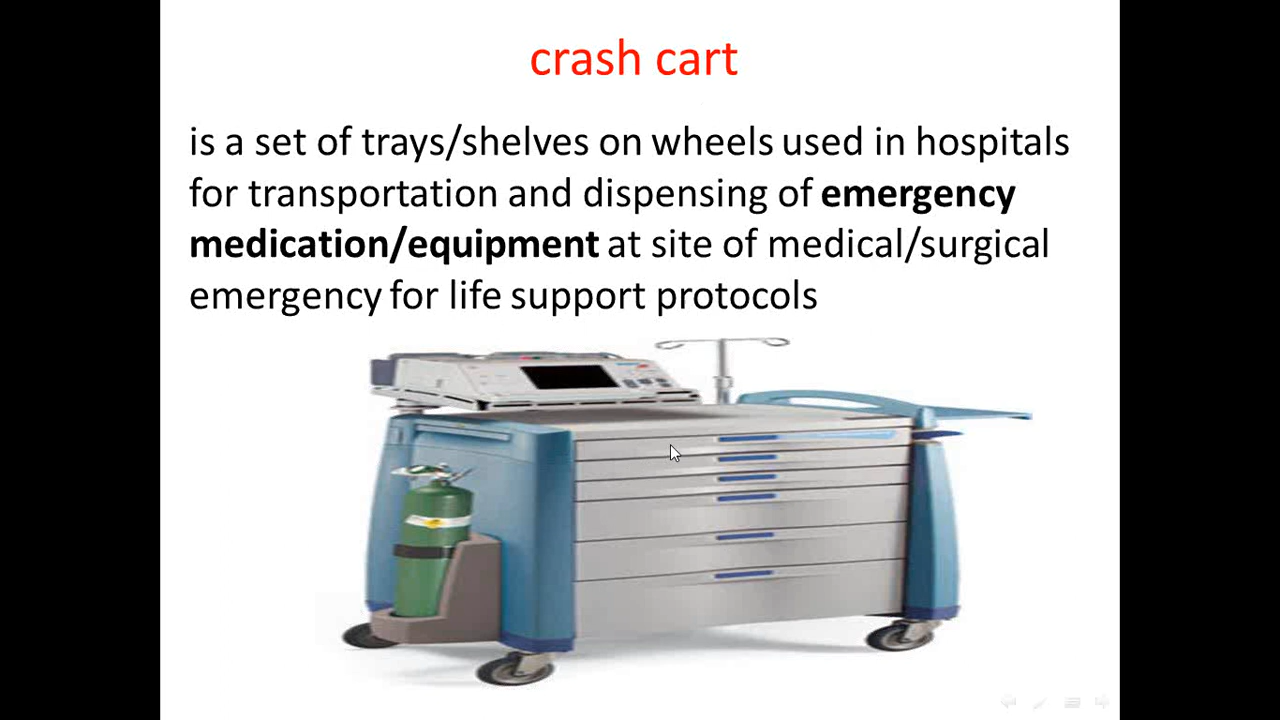 crash cart
is a set of trays/shelves on wheels used in hospitals
for transportation and dispensing of emergency
medication/equipment at site of medical/surgical
emergency for life support protocols